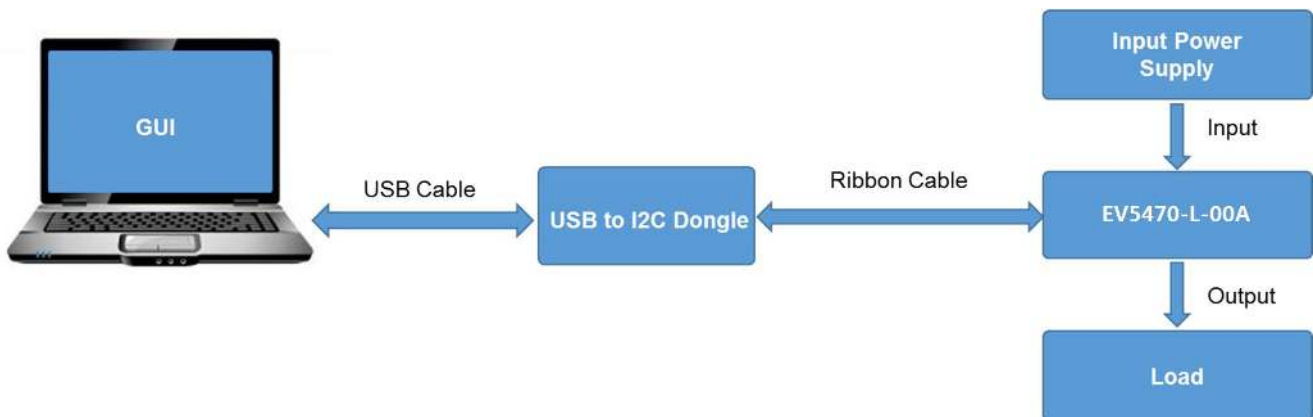 GUI
USB Cable
USB to I2C Dongle
Ribbon Cable
Input Power
Supply
Input
EV5470-L-00A
Output
Load